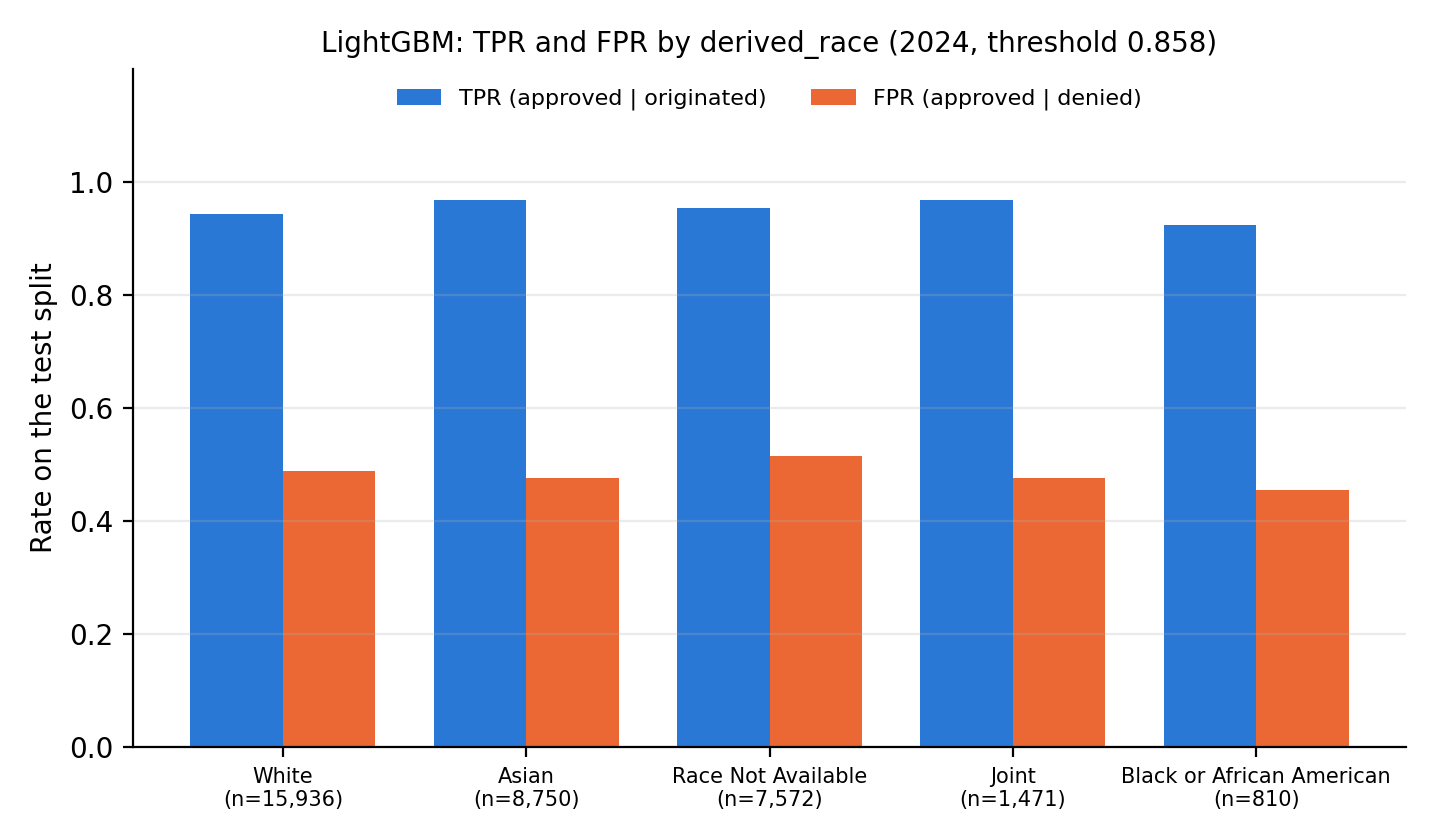 LightGBM: TPR and FPR by derived_race (2024, threshold 0.858)
TPR (approved | originated)
FPR (approved | denied)
Rate on the test split
1.0
0.8
0.6
0.4
0.2
0.0
White
(n=15,936)
Asian
(n=8,750)
Race Not Available
(n=7,572)
Joint
(n=1,471)
Black or African American
(n=810)